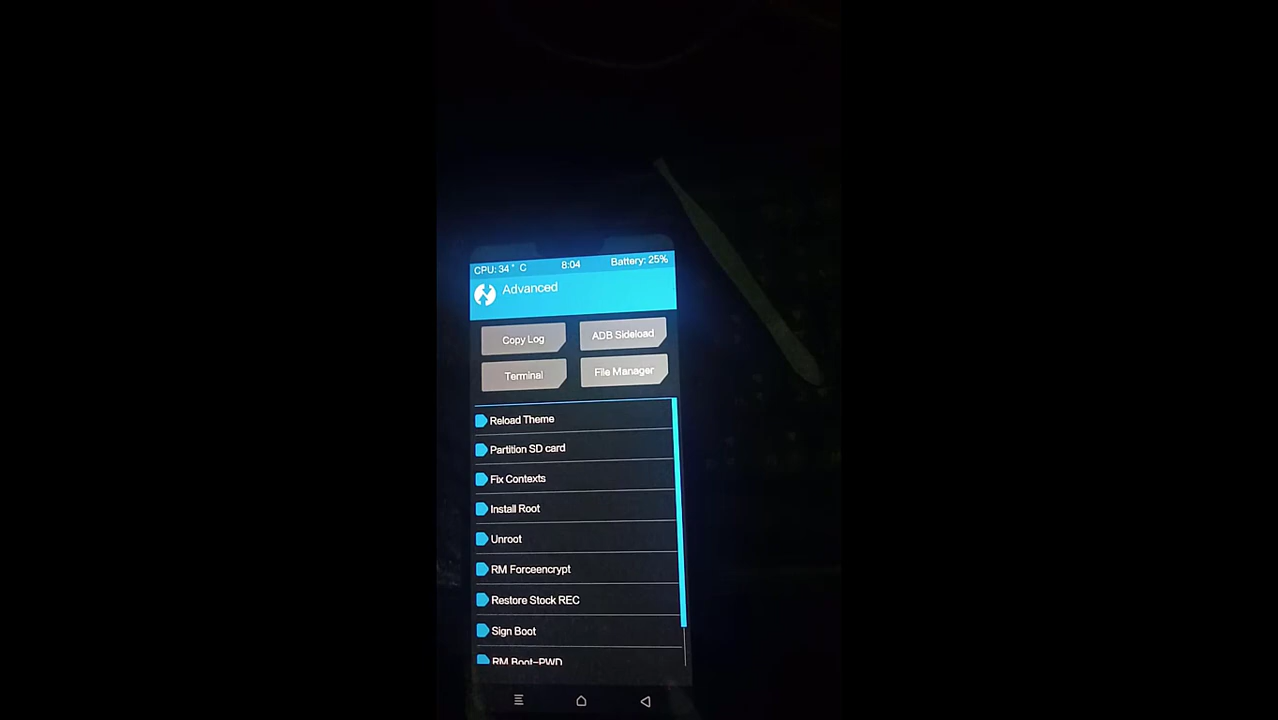 CPU: 34° C 8:04 Battery: 25%
Advanced
Copy Log ADB Sideload
Terminal File Manager
Reload Theme
Partition SD card
Fix Contexts
Install Root
Unroot
RM Forceencrypt
Restore Stock REC
Sign Boot
RM Boot-PWD